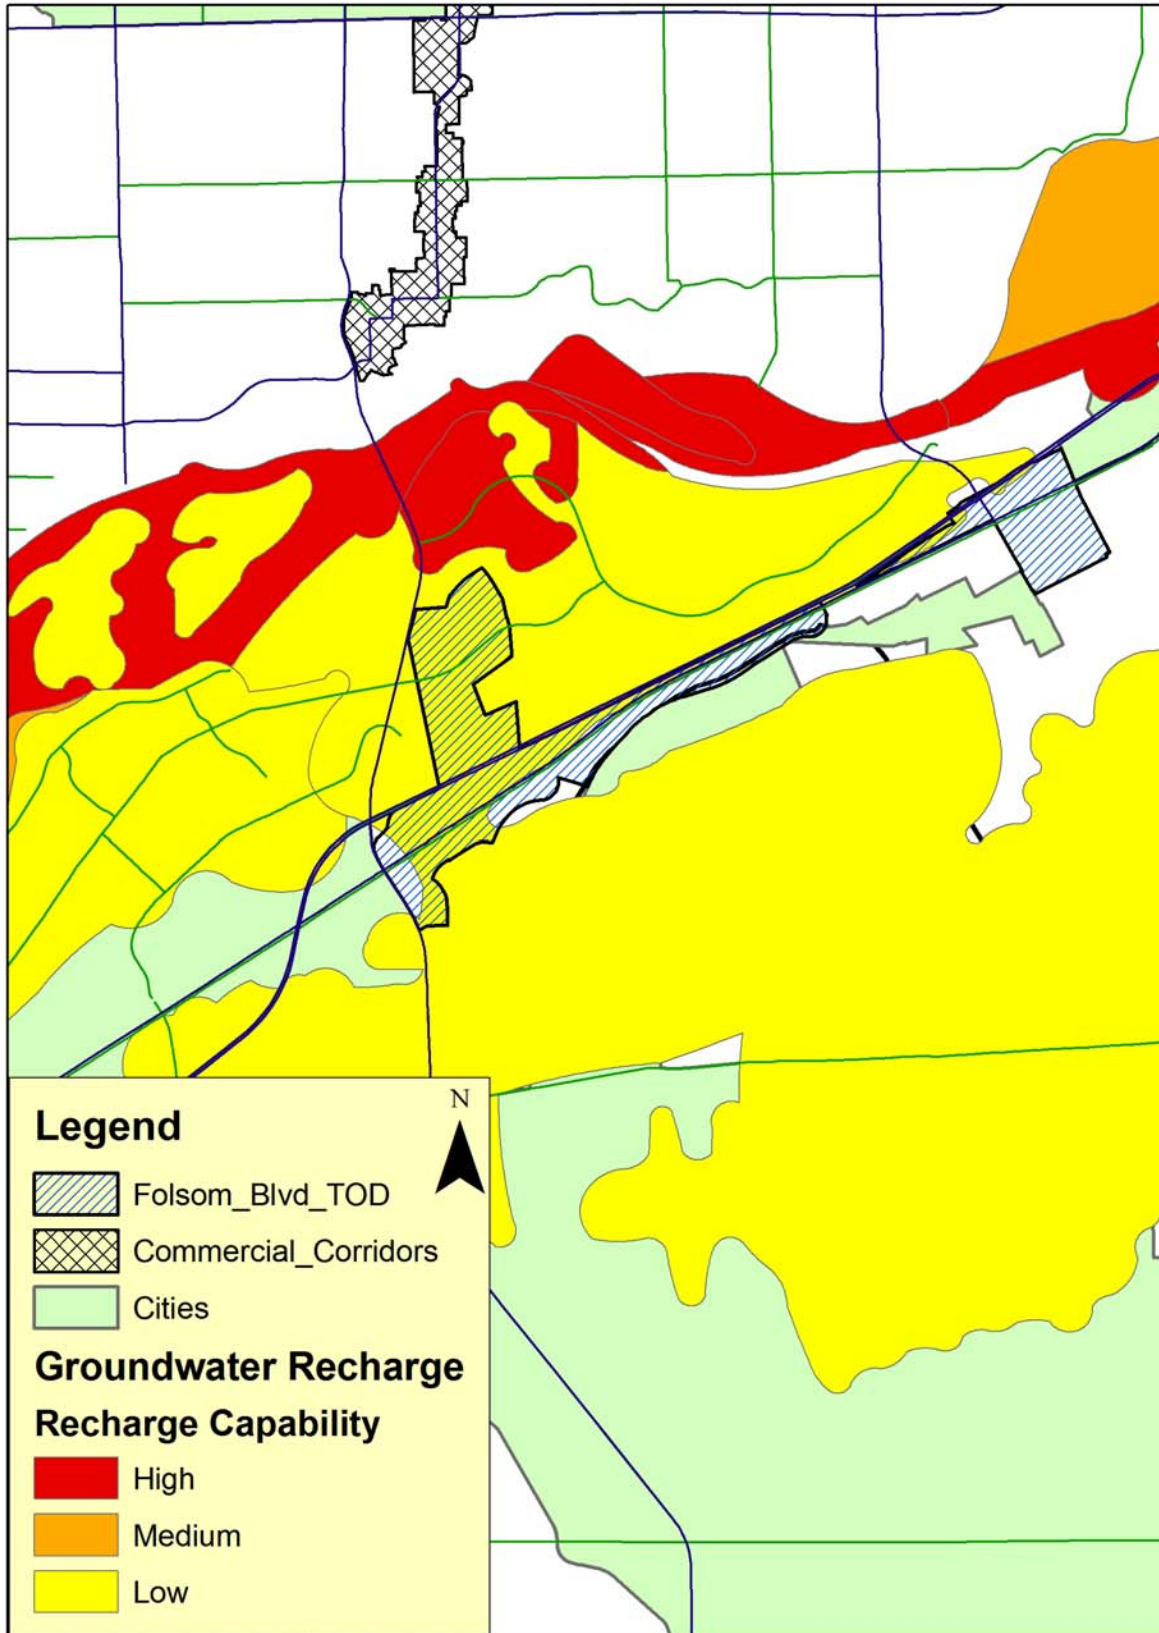 Legend
N
Folsom_Blvd_TOD
Commercial_Corridors
Cities
Groundwater Recharge
Recharge Capability
High
Medium
Low